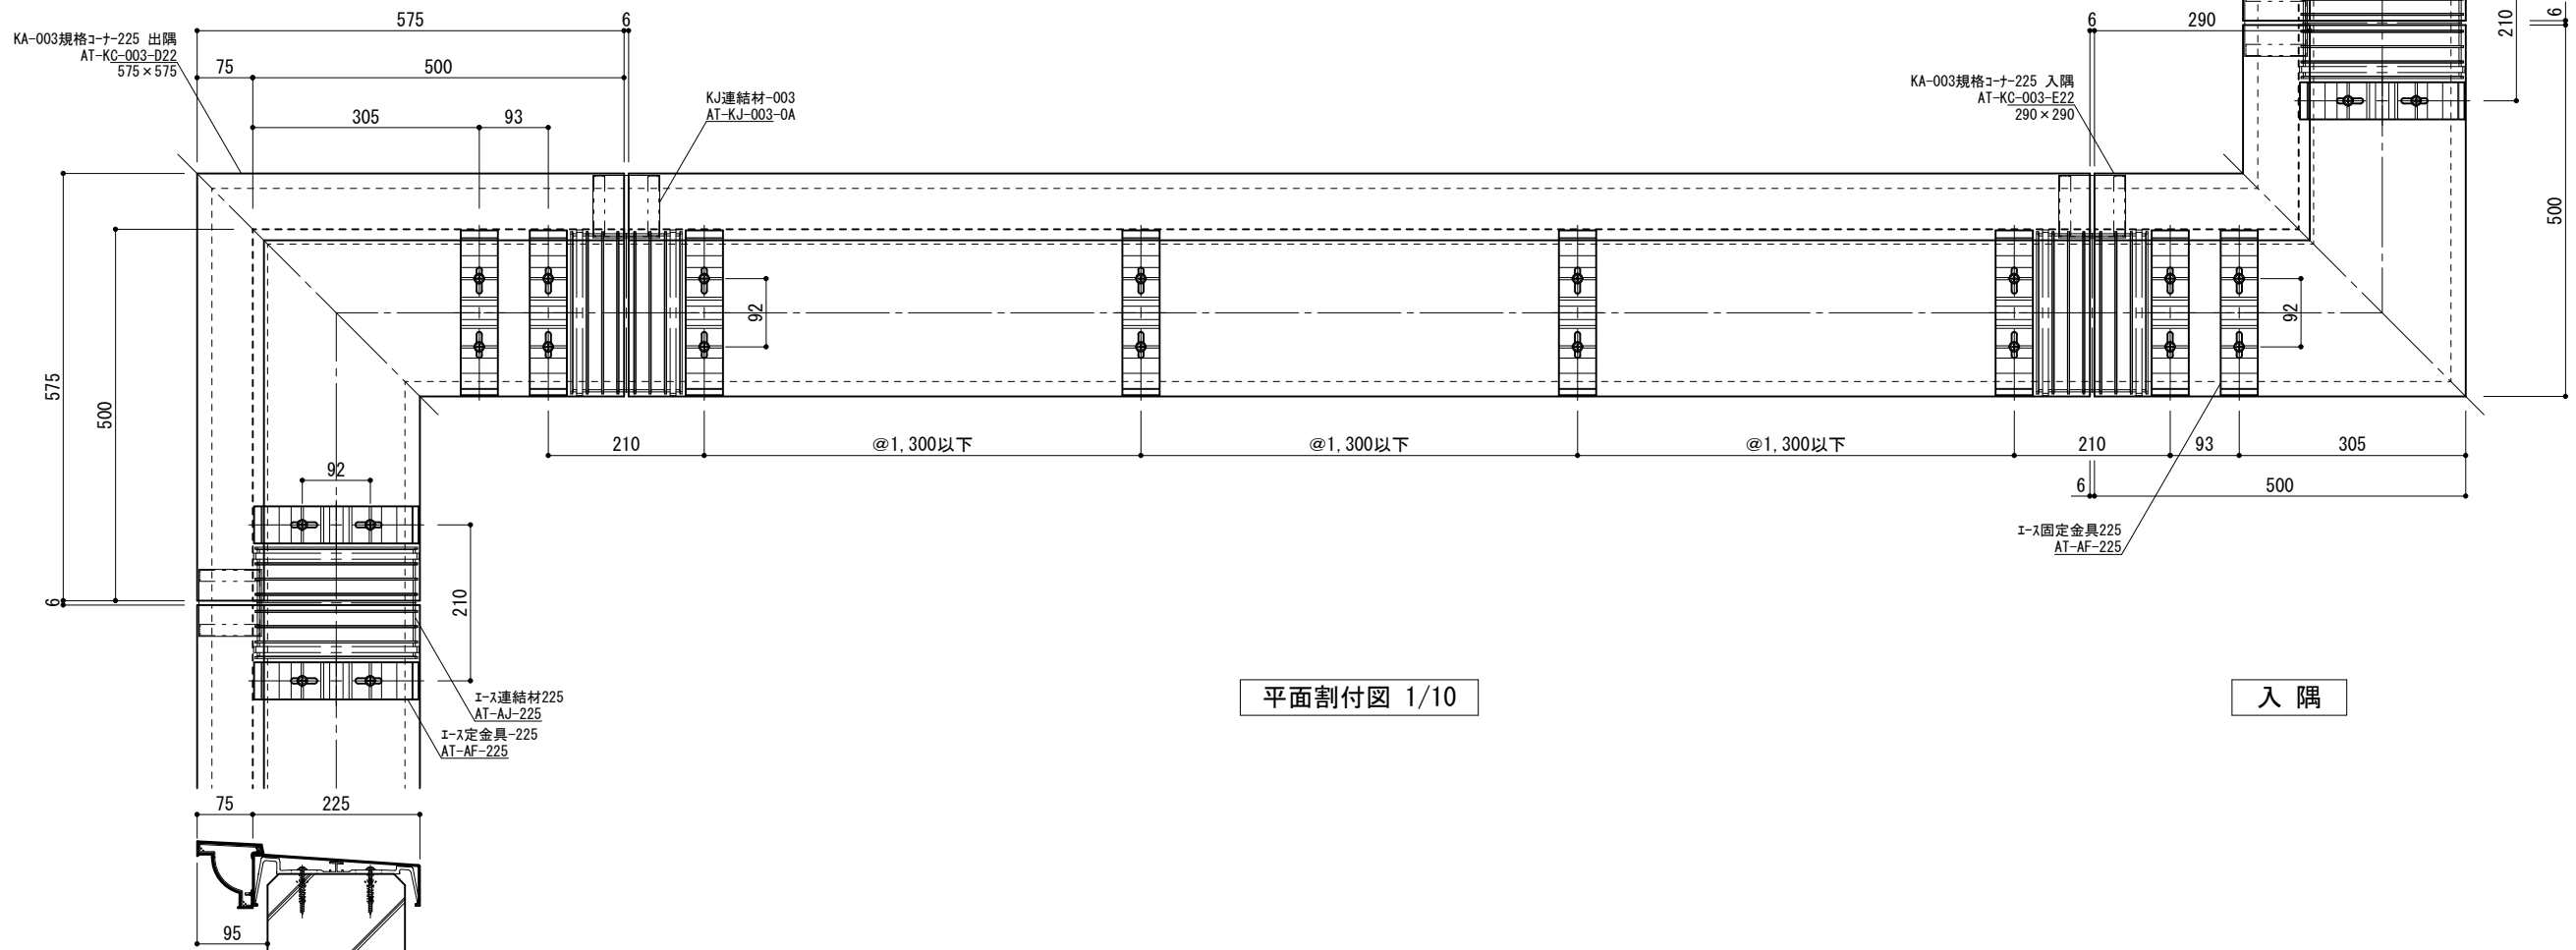 575
6
KA-003規格コーナー225 出隅
AT-KC-003-D22
575×575
75
500
305
93
KJ連結材-003
AT-KJ-003-OA
6
290
KA-003規格コーナー225 入隅
AT-KC-003-E22
290×290
210
6
500
575
500
6
92
92
210
@1,300以下
@1,300以下
@1,300以下
210
93
305
6
500
エース固定金具225
AT-AF-225
92
210
エース連結材225
AT-AJ-225
エース定金具-225
AT-AF-225
平面割付図 1/10
入 隅
75
225
95